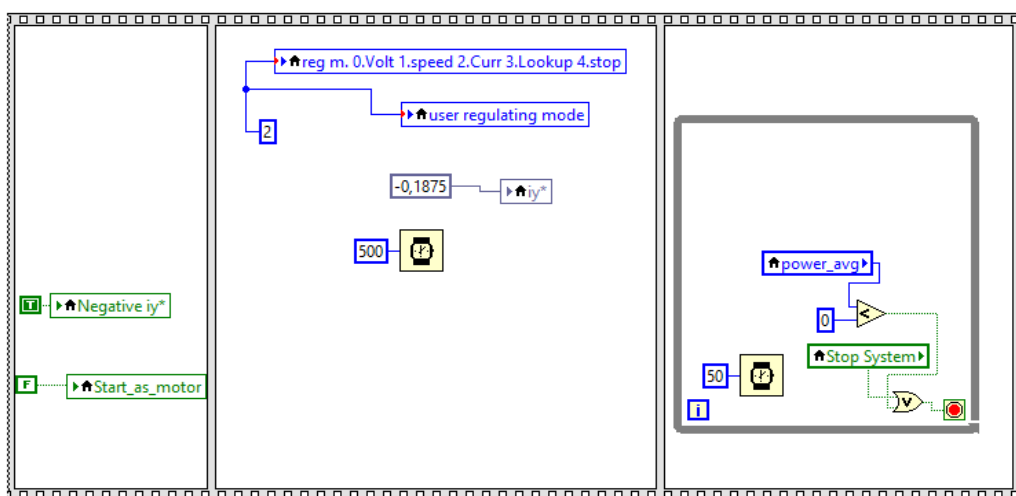 reg m. 0.Volt 1.speed 2.Curr 3.Lookup 4.stop
user regulating mode
2
-0,1875
iy*
500
T
Negative iy*
F
Start_as_motor
power_avg
<
0
Stop System
50
V
i